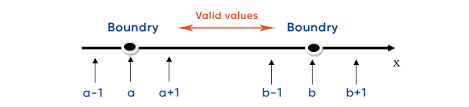 Valid values
Boundry Boundry
x
a-1 a a+1 b-1 b b+1